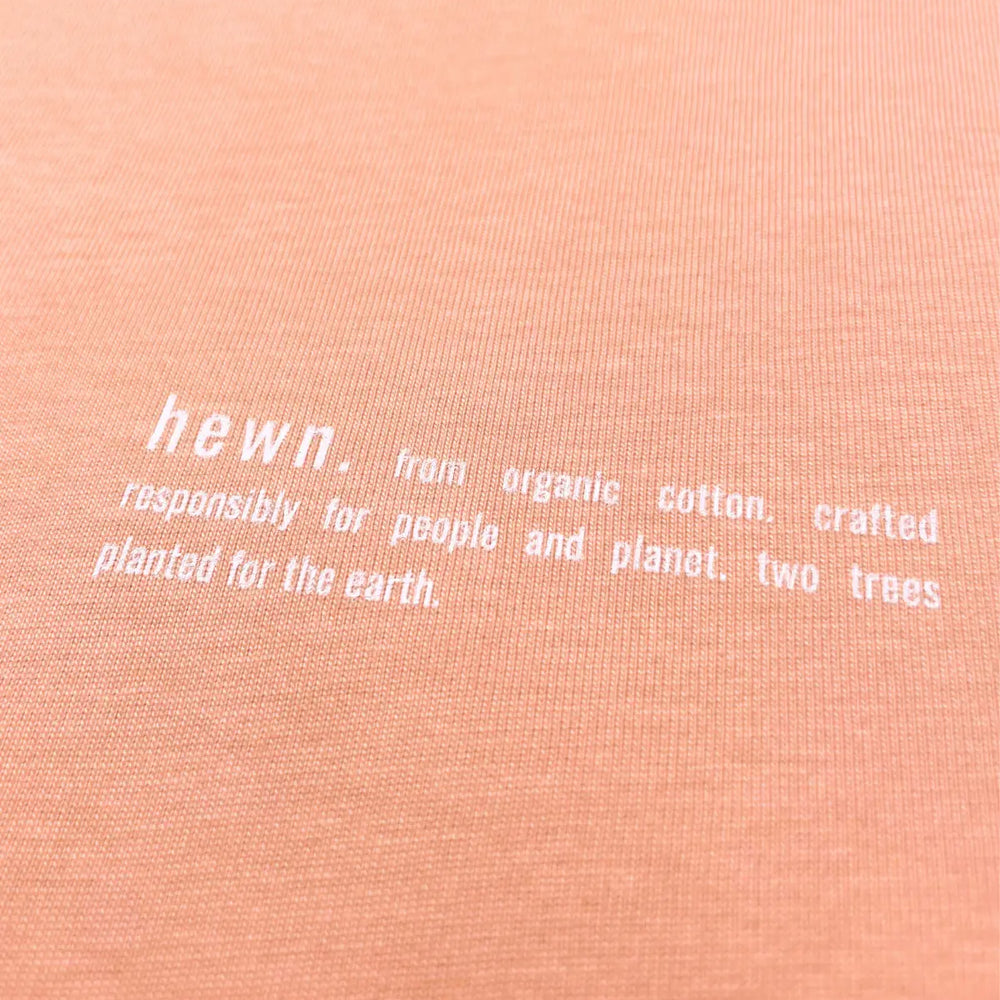 hewn. from organic cotton. crafted
responsibly for people and planet. two trees
planted for the earth.